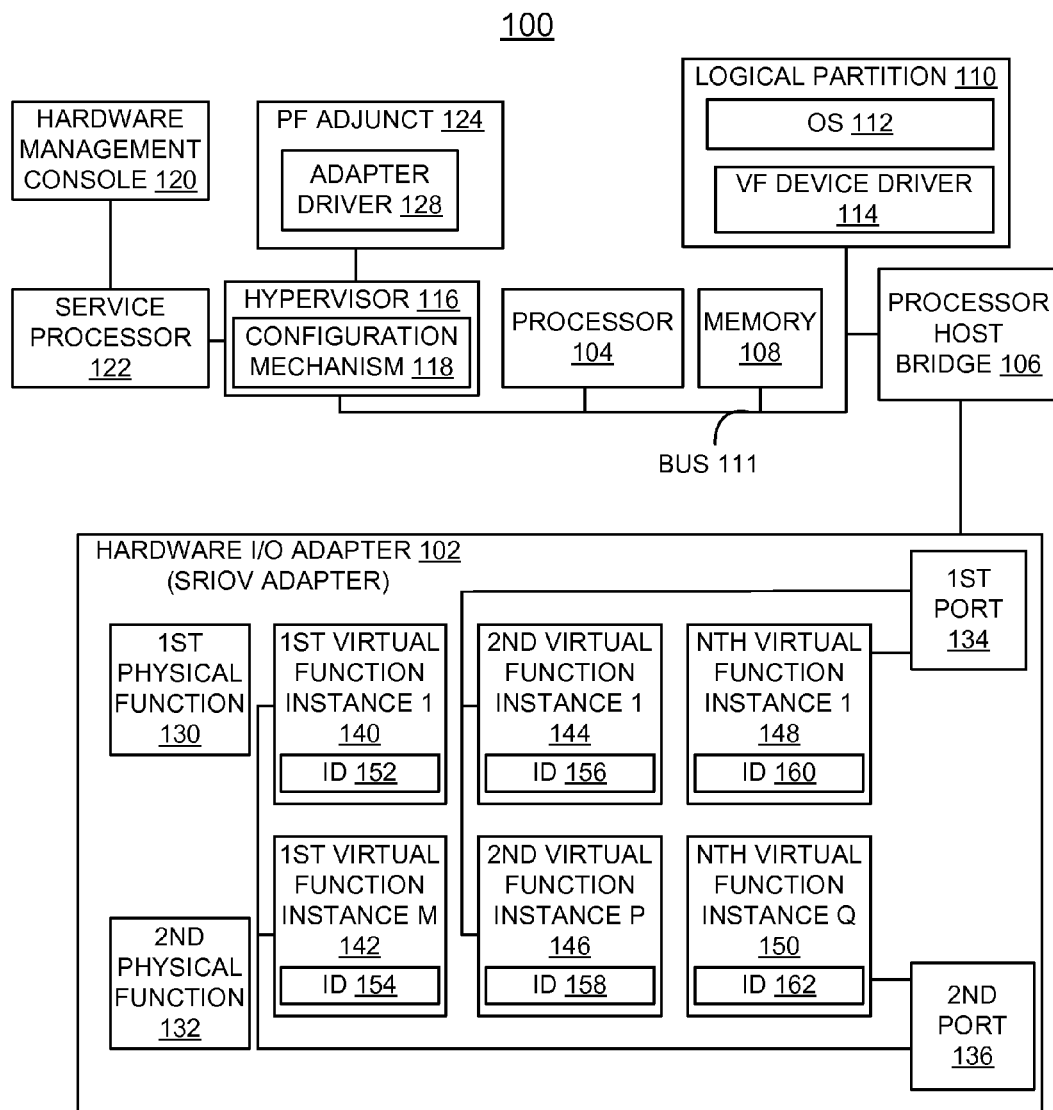 100
LOGICAL PARTITION 110
OS 112
VF DEVICE DRIVER
114
HARDWARE
MANAGEMENT
CONSOLE 120
PF ADJUNCT 124
ADAPTER
DRIVER 128
SERVICE
PROCESSOR
122
HYPERVISOR 116
CONFIGURATION
MECHANISM 118
PROCESSOR
104
MEMORY
108
PROCESSOR
HOST
BRIDGE 106
BUS 111
HARDWARE I/O ADAPTER 102
(SRIOV ADAPTER)
1ST
PORT
134
1ST
PHYSICAL
FUNCTION
130
1ST VIRTUAL
FUNCTION
INSTANCE 1
140
ID 152
2ND VIRTUAL
FUNCTION
INSTANCE 1
144
ID 156
NTH VIRTUAL
FUNCTION
INSTANCE 1
148
ID 160
2ND
PHYSICAL
FUNCTION
132
1ST VIRTUAL
FUNCTION
INSTANCE M
142
ID 154
2ND VIRTUAL
FUNCTION
INSTANCE P
146
ID 158
NTH VIRTUAL
FUNCTION
INSTANCE Q
150
ID 162
2ND
PORT
136